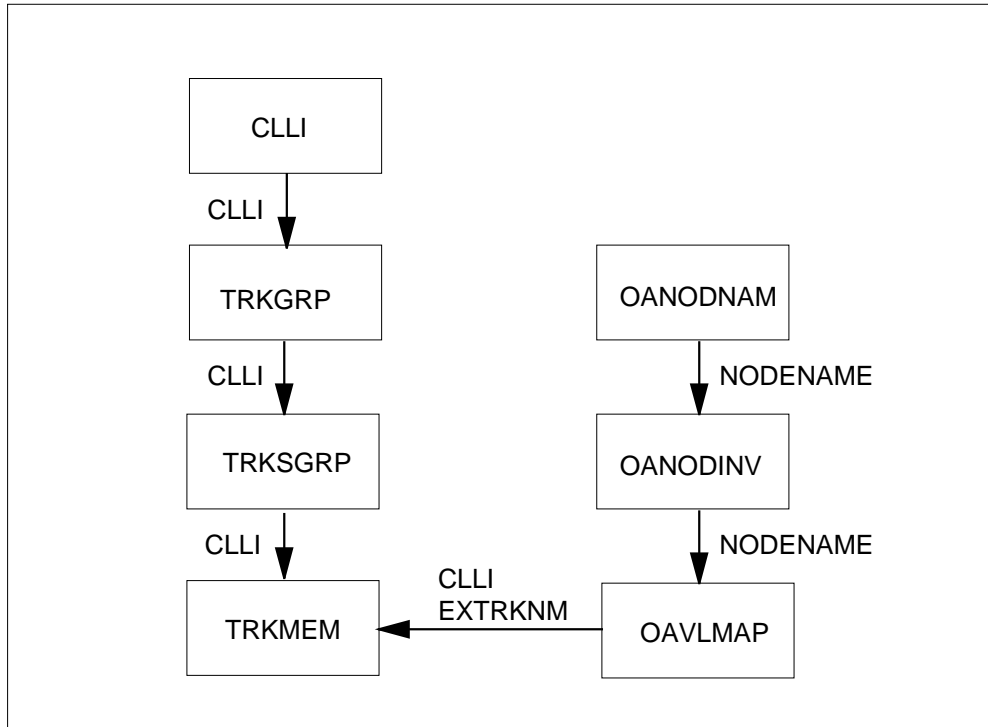 CLLI
CLLI
TRKGRP
OANODNAM
CLLI
NODENAME
TRKSGRP
OANODINV
CLLI
NODENAME
CLLI
EXTRKNM
TRKMEM
OAVLMAP